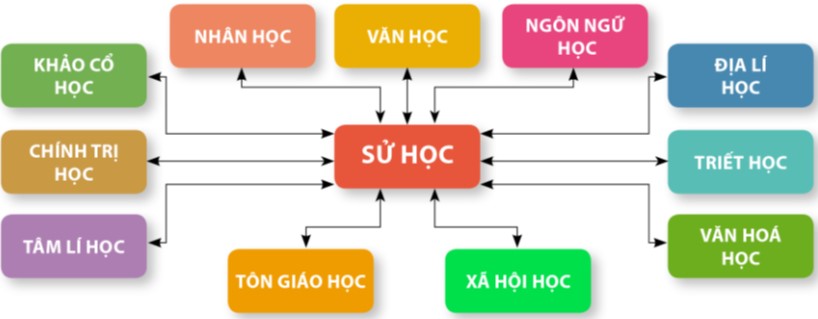 NHÂN HỌC
VĂN HỌC
NGÔN NGỮ
HỌC
KHẢO CỔ
HỌC
ĐỊA LÍ
HỌC
CHÍNH TRỊ
HỌC
SỬ HỌC
TRIẾT HỌC
TÂM LÍ HỌC
VĂN HOÁ
HỌC
TÔN GIÁO HỌC
XÃ HỘI HỌC